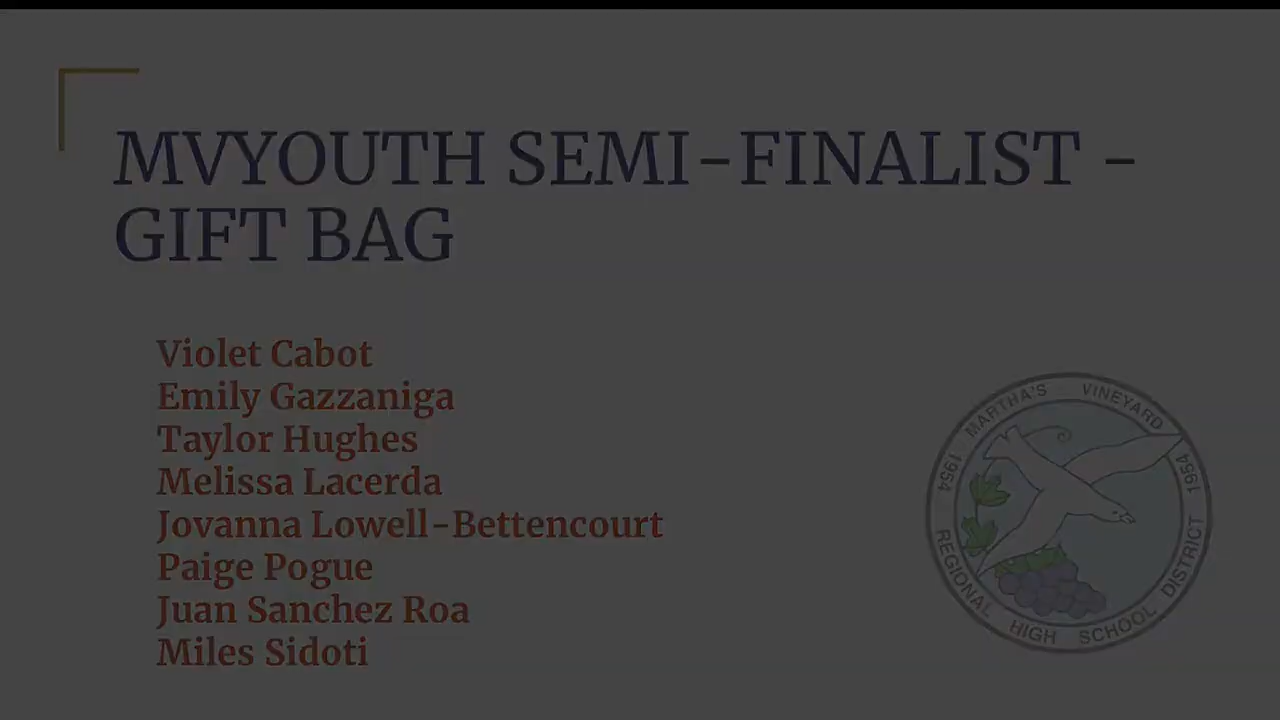 MVYOUTH SEMI-FINALIST -
GIFT BAG
Violet Cabot
Emily Gazzaniga
Taylor Hughes
Melissa Lacerda
Jovanna Lowell-Bettencourt
Paige Pogue
Juan Sanchez Roa
Miles Sidoti
MARTHA'S VINEYARD
1954 1954
REGIONAL HIGH SCHOOL DISTRICT